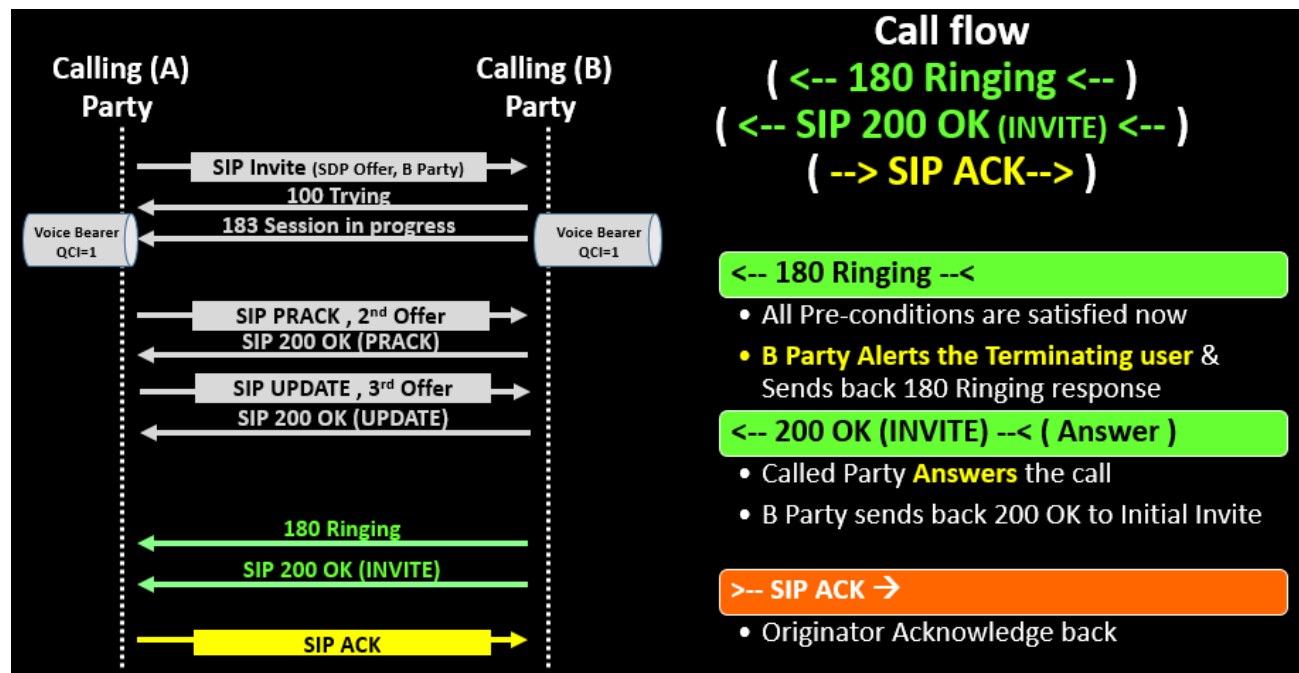 Calling (A)
Party
Calling (B)
Party
SIP Invite (SDP Offer, B Party)
100 Trying
183 Session in progress
Voice Bearer
QCI=1
Voice Bearer
QCI=1
SIP PRACK , 2nd Offer
SIP 200 OK (PRACK)
SIP UPDATE , 3rd Offer
SIP 200 OK (UPDATE)
180 Ringing
SIP 200 OK (INVITE)
SIP ACK
Call flow
( <-- 180 Ringing <-- )
( <-- SIP 200 OK (INVITE) <-- )
( --> SIP ACK--> )
<-- 180 Ringing --<
• All Pre-conditions are satisfied now
• B Party Alerts the Terminating user &
Sends back 180 Ringing response
<-- 200 OK (INVITE) --< ( Answer )
• Called Party Answers the call
• B Party sends back 200 OK to Initial Invite
>-- SIP ACK →
• Originator Acknowledge back